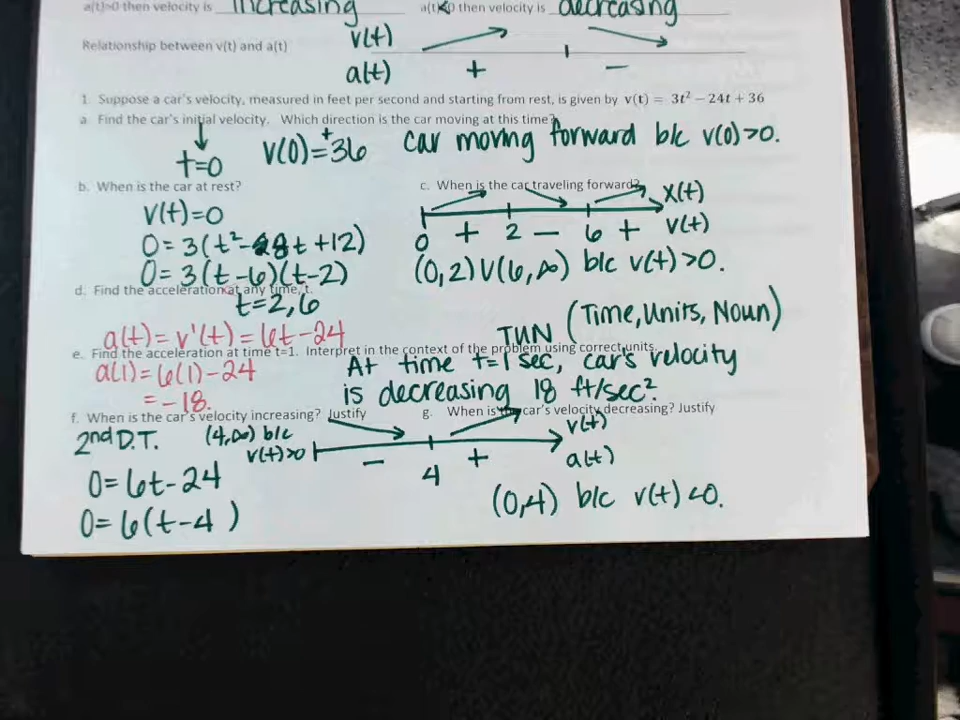 a(t)>0 then velocity is increasing a(t)<0 then velocity is decreasing
Relationship between v(t) and a(t)
v(t)
a(t) + −
1. Suppose a car's velocity, measured in feet per second and starting from rest, is given by v(t) = 3t² − 24t + 36
a Find the car's initial velocity. Which direction is the car moving at this time?
t=0 v(0)=+36 car moving forward b/c v(0)>0.
b. When is the car at rest? c. When is the car traveling forward?
v(t)=0
x(t)
0 + 2 − 6 + v(t)
0=3(t²-8t+12)
0=3(t-6)(t-2) (0,2)∪(6,∞) b/c v(t)>0.
d. Find the acceleration at any time, t.
t=2,6
a(t)=v'(t)=6t-24 TUN (Time, Units, Noun)
e. Find the acceleration at time t=1. Interpret in the context of the problem using correct units.
a(1)=6(1)-24 At time t=1 sec, car's velocity
=-18. is decreasing 18 ft/sec².
f. When is the car's velocity increasing? Justify g. When is the car's velocity decreasing? Justify
2nd D.T. (4,∞) b/c
v(t)>0
v(t)
− 4 + a(t)
0=6t-24
(0,4) b/c v(t)<0.
0=6(t-4)